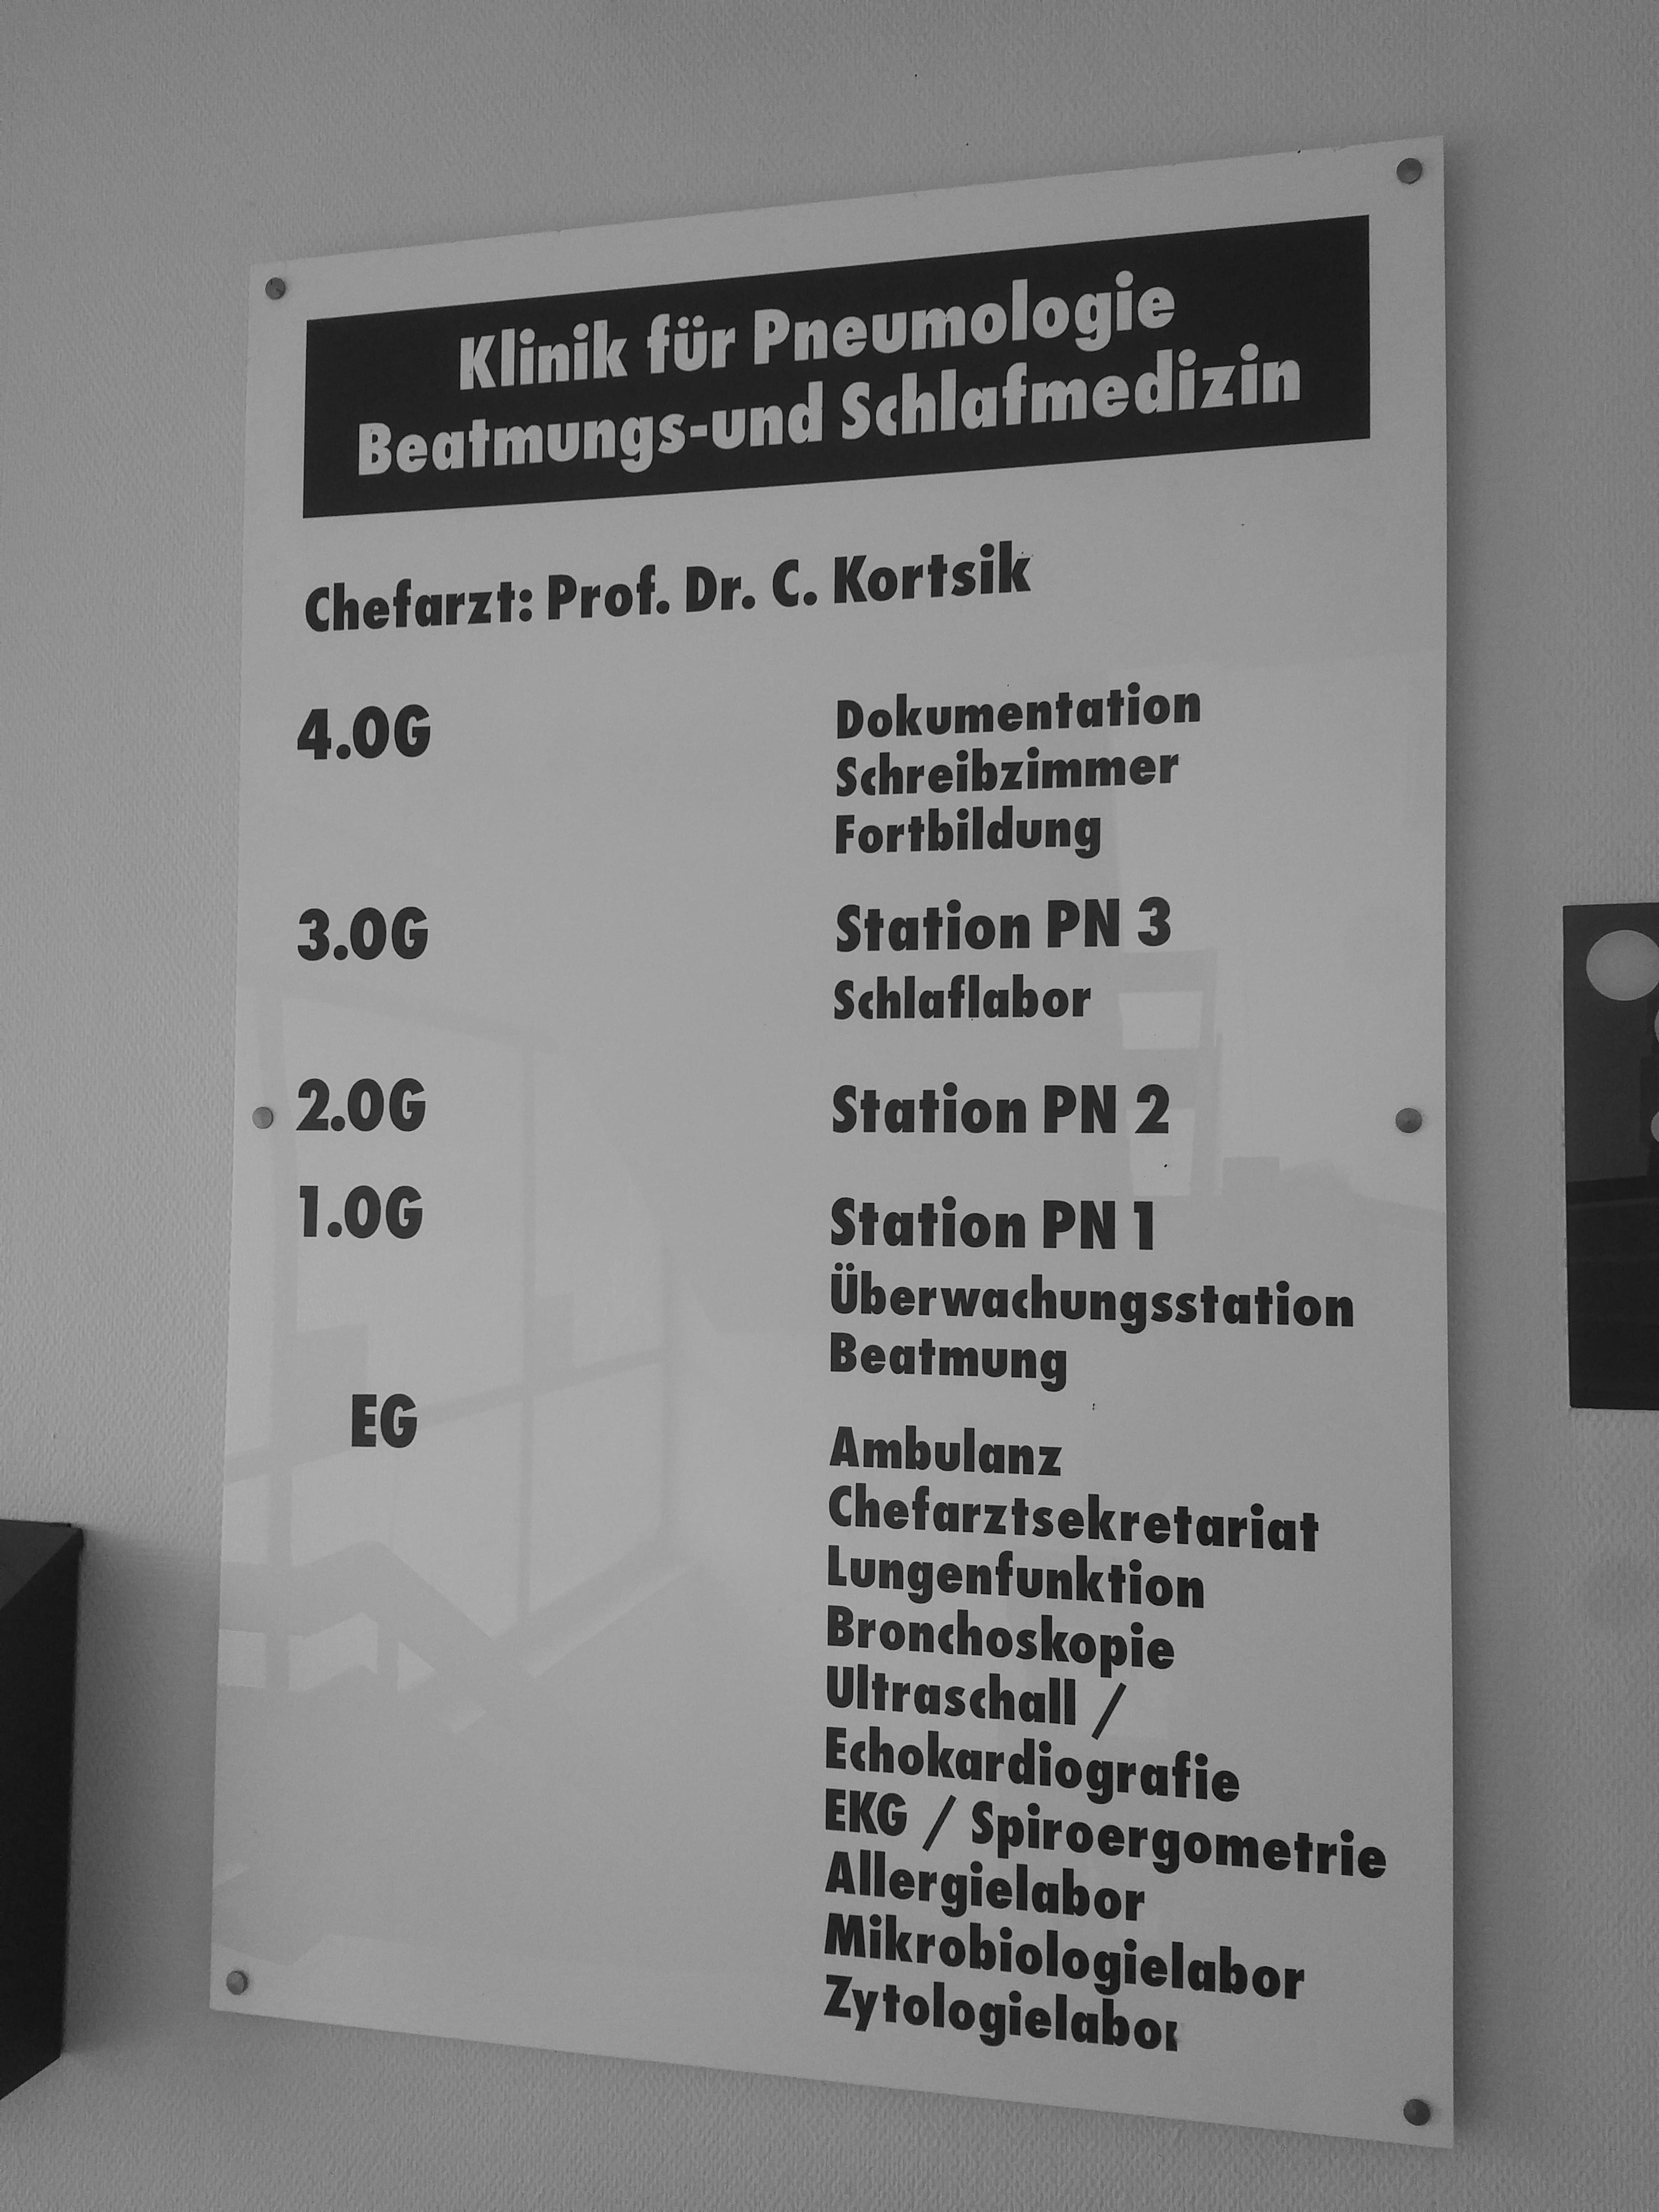 Klinik für Pneumologie
Beatmungs-und Schlafmedizin
Chefarzt: Prof. Dr. C. Kortsik
4.OG Dokumentation
Schreibzimmer
Fortbildung
3.OG Station PN 3
Schlaflabor
2.OG Station PN 2
1.OG Station PN 1
Überwachungsstation
Beatmung
EG Ambulanz
Chefarztsekretariat
Lungenfunktion
Bronchoskopie
Ultraschall /
Echokardiografie
EKG / Spiroergometrie
Allergielabor
Mikrobiologielabor
Zytologielabor